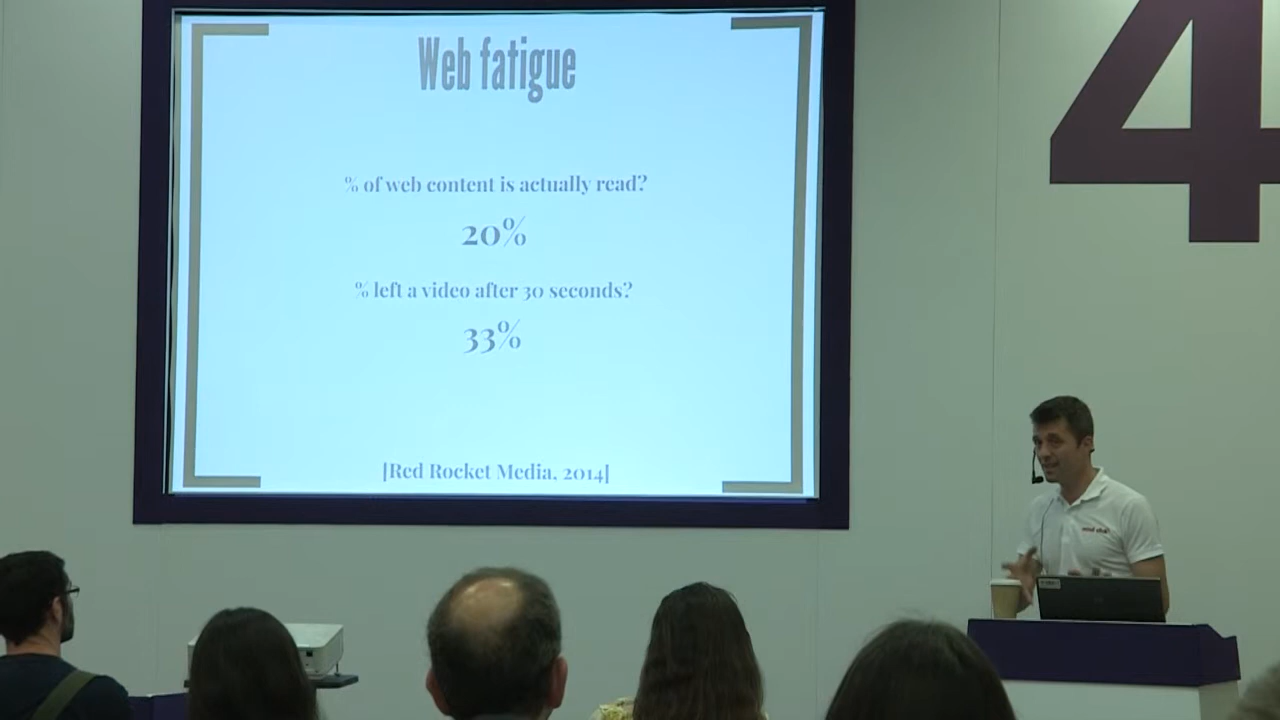 Web fatigue
% of web content is actually read?
20%
% left a video after 30 seconds?
33%
[Red Rocket Media, 2014]
4